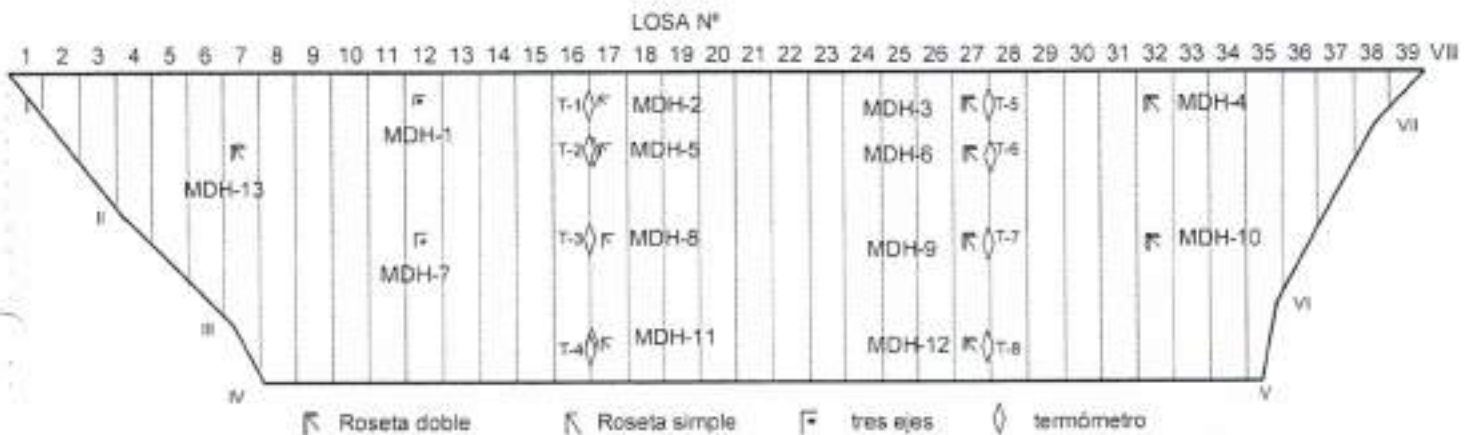 LOSA Nº
1 2 3 4 5 6 7 8 9 10 11 12 13 14 15 16 17 18 19 20 21 22 23 24 25 26 27 28 29 30 31 32 33 34 35 36 37 38 39 VIII
I
T-1 MDH-2 MDH-3 T-5 MDH-4
MDH-1
VII
T-2 MDH-5 MDH-6 T-6
MDH-13
II
T-3 MDH-8 MDH-9 T-7 MDH-10
MDH-7
VI
III
T-4 MDH-11 MDH-12 T-8
IV V
Roseta doble Roseta simple tres ejes termómetro